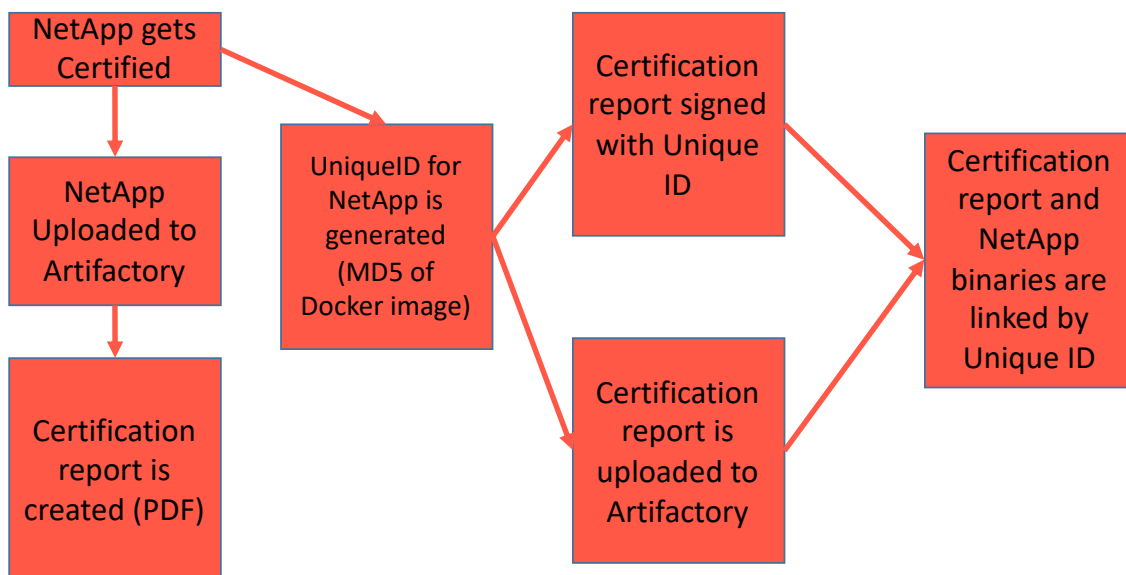 NetApp gets
Certified
NetApp
Uploaded to
Artifactory
Certification
report is
created (PDF)
UniqueID for
NetApp is
generated
(MD5 of
Docker image)
Certification
report signed
with Unique
ID
Certification
report is
uploaded to
Artifactory
Certification
report and
NetApp
binaries are
linked by
Unique ID